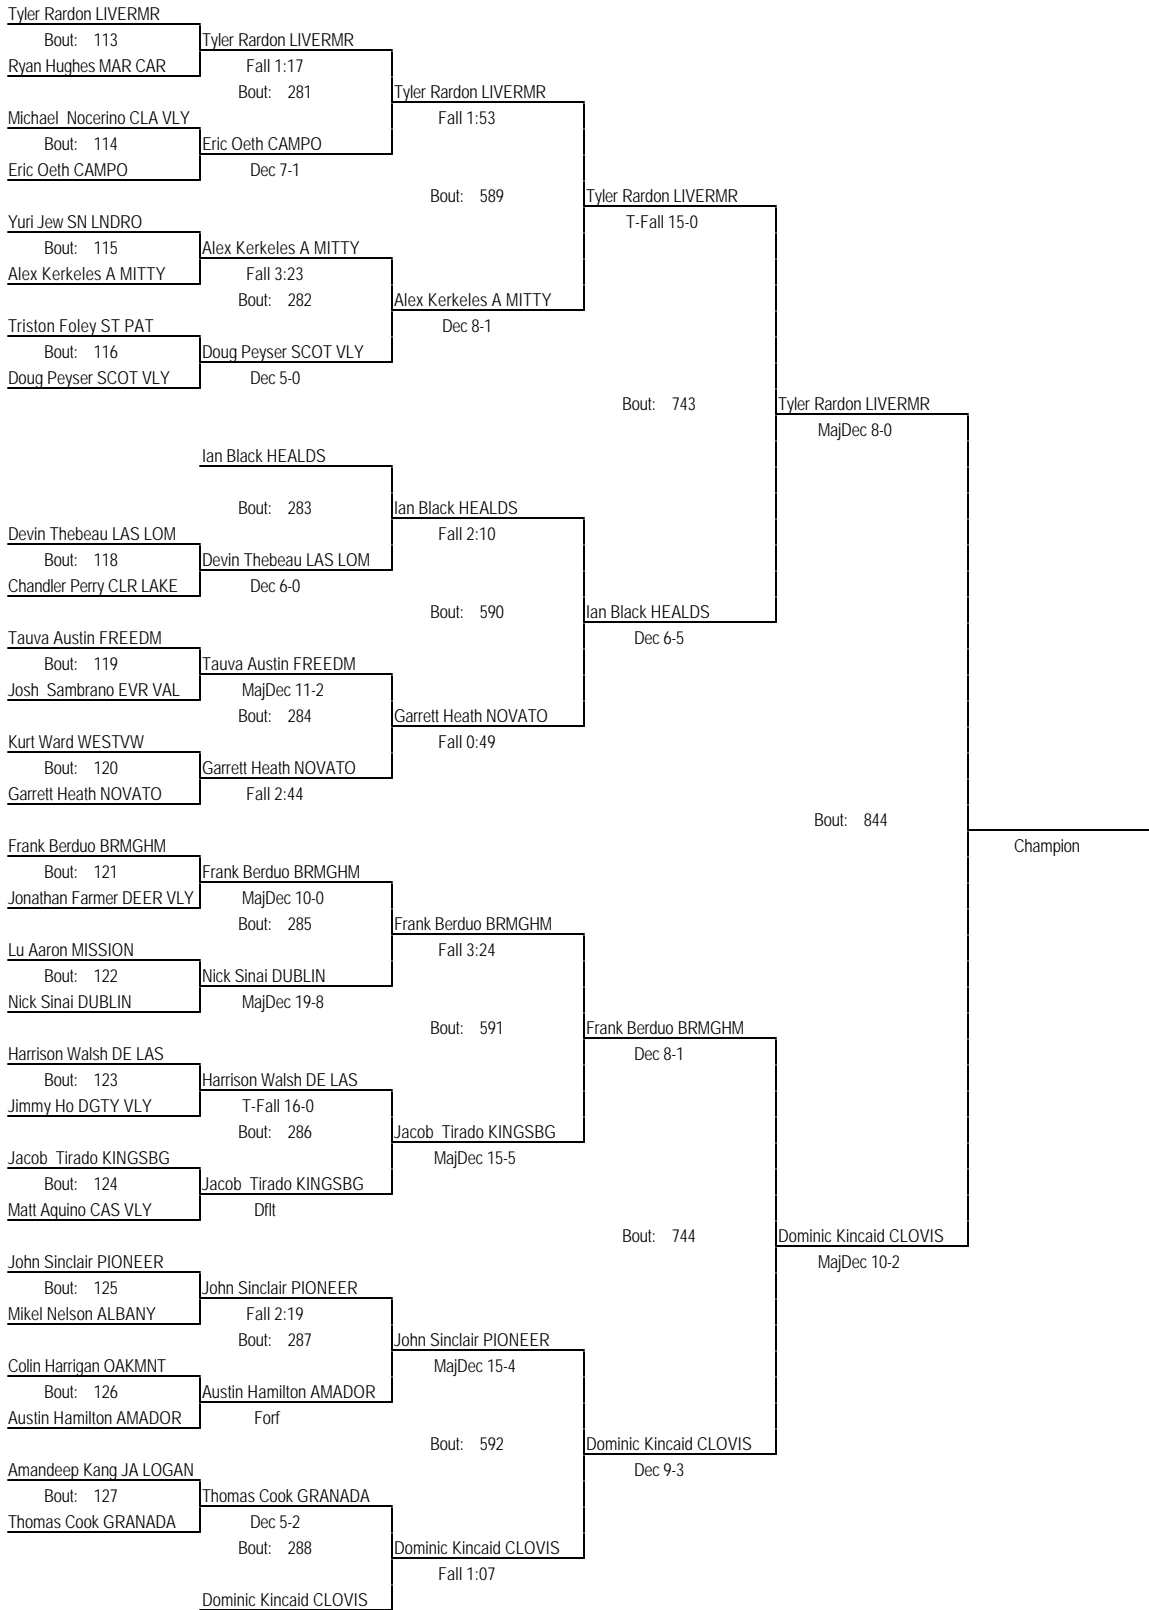 Tyler Rardon LIVERMR
Bout: 113
Tyler Rardon LIVERMR
Ryan Hughes MAR CAR
Fall 1:17
Bout: 281
Tyler Rardon LIVERMR
Michael Nocerino CLA VLY
Fall 1:53
Bout: 114
Eric Oeth CAMPO
Eric Oeth CAMPO
Dec 7-1
Bout: 589
Tyler Rardon LIVERMR
Yuri Jew SN LNDRO
T-Fall 15-0
Bout: 115
Alex Kerkeles A MITTY
Alex Kerkeles A MITTY
Fall 3:23
Bout: 282
Alex Kerkeles A MITTY
Triston Foley ST PAT
Dec 8-1
Bout: 116
Doug Peyser SCOT VLY
Doug Peyser SCOT VLY
Dec 5-0
Bout: 743
Tyler Rardon LIVERMR
MajDec 8-0
Ian Black HEALDS
Bout: 283
Ian Black HEALDS
Devin Thebeau LAS LOM
Fall 2:10
Bout: 118
Devin Thebeau LAS LOM
Chandler Perry CLR LAKE
Dec 6-0
Bout: 590
Ian Black HEALDS
Tauva Austin FREEDM
Dec 6-5
Bout: 119
Tauva Austin FREEDM
Josh Sambrano EVR VAL
MajDec 11-2
Bout: 284
Garrett Heath NOVATO
Kurt Ward WESTVW
Fall 0:49
Bout: 120
Garrett Heath NOVATO
Garrett Heath NOVATO
Fall 2:44
Bout: 844
Frank Berduo BRMGHM
Champion
Bout: 121
Frank Berduo BRMGHM
Jonathan Farmer DEER VLY
MajDec 10-0
Bout: 285
Frank Berduo BRMGHM
Lu Aaron MISSION
Fall 3:24
Bout: 122
Nick Sinai DUBLIN
Nick Sinai DUBLIN
MajDec 19-8
Bout: 591
Frank Berduo BRMGHM
Harrison Walsh DE LAS
Dec 8-1
Bout: 123
Harrison Walsh DE LAS
Jimmy Ho DGTY VLY
T-Fall 16-0
Bout: 286
Jacob Tirado KINGSBG
Jacob Tirado KINGSBG
MajDec 15-5
Bout: 124
Jacob Tirado KINGSBG
Matt Aquino CAS VLY
Dflt
Bout: 744
Dominic Kincaid CLOVIS
John Sinclair PIONEER
MajDec 10-2
Bout: 125
John Sinclair PIONEER
Mikel Nelson ALBANY
Fall 2:19
Bout: 287
John Sinclair PIONEER
Colin Harrigan OAKMNT
MajDec 15-4
Bout: 126
Austin Hamilton AMADOR
Austin Hamilton AMADOR
Forf
Bout: 592
Dominic Kincaid CLOVIS
Amandeep Kang JA LOGAN
Dec 9-3
Bout: 127
Thomas Cook GRANADA
Thomas Cook GRANADA
Dec 5-2
Bout: 288
Dominic Kincaid CLOVIS
Fall 1:07
Dominic Kincaid CLOVIS